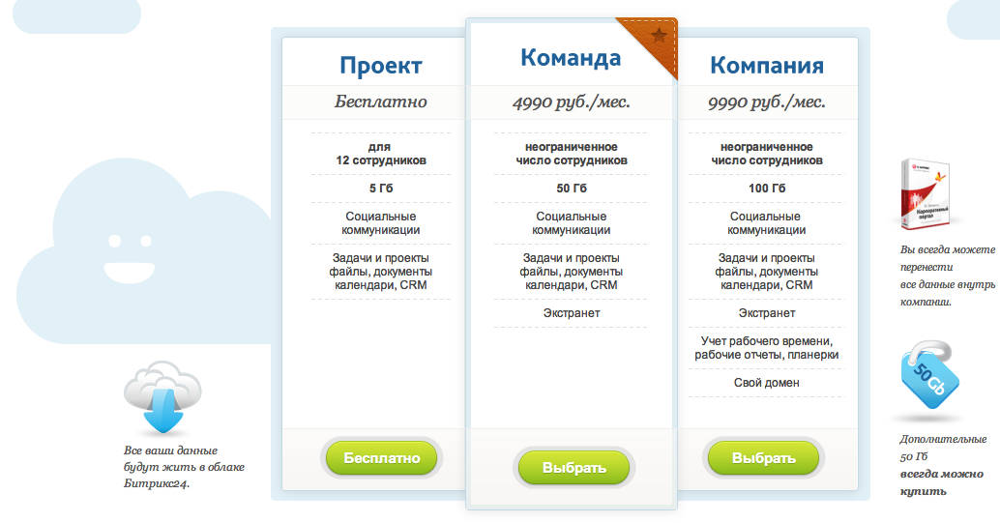 Проект
Бесплатно
для
12 сотрудников
5 Гб
Социальные
коммуникации
Задачи и проекты
файлы, документы
календари, CRM
Бесплатно
Команда
4990 руб./мес.
неограниченное
число сотрудников
50 Гб
Социальные
коммуникации
Задачи и проекты
файлы, документы
календари, CRM
Экстранет
Выбрать
Компания
9990 руб./мес.
неограниченное
число сотрудников
100 Гб
Социальные
коммуникации
Задачи и проекты
файлы, документы
календари, CRM
Экстранет
Учет рабочего времени,
рабочие отчеты, планерки
Свой домен
Выбрать
Все ваши данные
будут жить в облаке
Битрикс24.
Корпоративный
портал
Вы всегда можете
перенести
все данные внутрь
компании.
50Gb
Дополнительные
50 Гб
всегда можно
купить